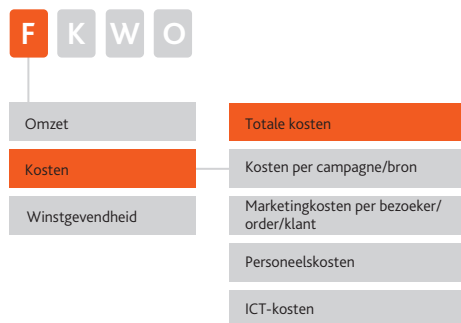 F K W O
Omzet
Kosten
Winstgevendheid
Totale kosten
Kosten per campagne/bron
Marketingkosten per bezoeker/
order/klant
Personeelskosten
ICT-kosten